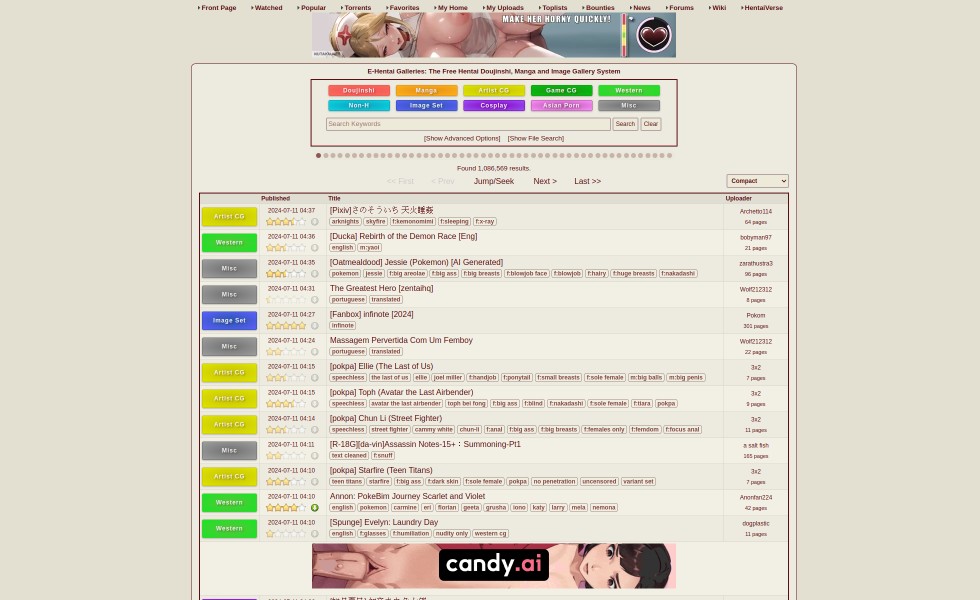 Front Page Watched Popular Torrents Favorites My Home My Uploads Toplists Bounties News Forums Wiki HentaiVerse
MAKE HER HORNY QUICKLY!
E-Hentai Galleries: The Free Hentai Doujinshi, Manga and Image Gallery System
Doujinshi Manga Artist CG Game CG Western
Non-H Image Set Cosplay Asian Porn Misc
Search Keywords Search Clear
[Show Advanced Options] [Show File Search]
Found 1,086,569 results.
<< First < Prev Jump/Seek Next > Last >> Compact
Published Title Uploader
Artist CG 2024-07-11 04:37 [Pixiv]さのそういち 天火睡姦 Archetto114
arknights skyfire f:kemonomimi f:sleeping f:x-ray 64 pages
Western 2024-07-11 04:36 [Ducka] Rebirth of the Demon Race [Eng] bobyman97
english m:yaoi 21 pages
Misc 2024-07-11 04:35 [Oatmealdood] Jessie (Pokemon) [AI Generated] zarathustra3
pokemon jessie f:big areolae f:big ass f:big breasts f:blowjob face f:blowjob f:hairy f:huge breasts f:nakadashi 96 pages
Misc 2024-07-11 04:31 The Greatest Hero [zentaihq] Wolf212312
portuguese translated 8 pages
Image Set 2024-07-11 04:27 [Fanbox] infinote [2024] Pokom
infinote 301 pages
Misc 2024-07-11 04:24 Massagem Pervertida Com Um Femboy Wolf212312
portuguese translated 22 pages
Artist CG 2024-07-11 04:15 [pokpa] Ellie (The Last of Us) 3x2
speechless the last of us ellie joel miller f:handjob f:ponytail f:small breasts f:sole female m:big balls m:big penis 7 pages
Artist CG 2024-07-11 04:15 [pokpa] Toph (Avatar the Last Airbender) 3x2
speechless avatar the last airbender toph bei fong f:big ass f:blind f:nakadashi f:sole female f:tiara pokpa 9 pages
Artist CG 2024-07-11 04:14 [pokpa] Chun Li (Street Fighter) 3x2
speechless street fighter cammy white chun-li f:anal f:big ass f:big breasts f:females only f:femdom f:focus anal 11 pages
Misc 2024-07-11 04:11 [R-18G][da-vin]Assassin Notes-15+：Summoning-Pt1 a salt fish
text cleaned f:snuff 165 pages
Artist CG 2024-07-11 04:10 [pokpa] Starfire (Teen Titans) 3x2
teen titans starfire f:big ass f:dark skin f:sole female pokpa no penetration uncensored variant set 7 pages
Western 2024-07-11 04:10 Annon: PokeBim Journey Scarlet and Violet Anonfan224
english pokemon carmine eri florian geeta grusha iono katy larry mela nemona 42 pages
Western 2024-07-11 04:10 [Spunge] Evelyn: Laundry Day dogplastic
english f:glasses f:humiliation nudity only western cg 11 pages
candy.ai